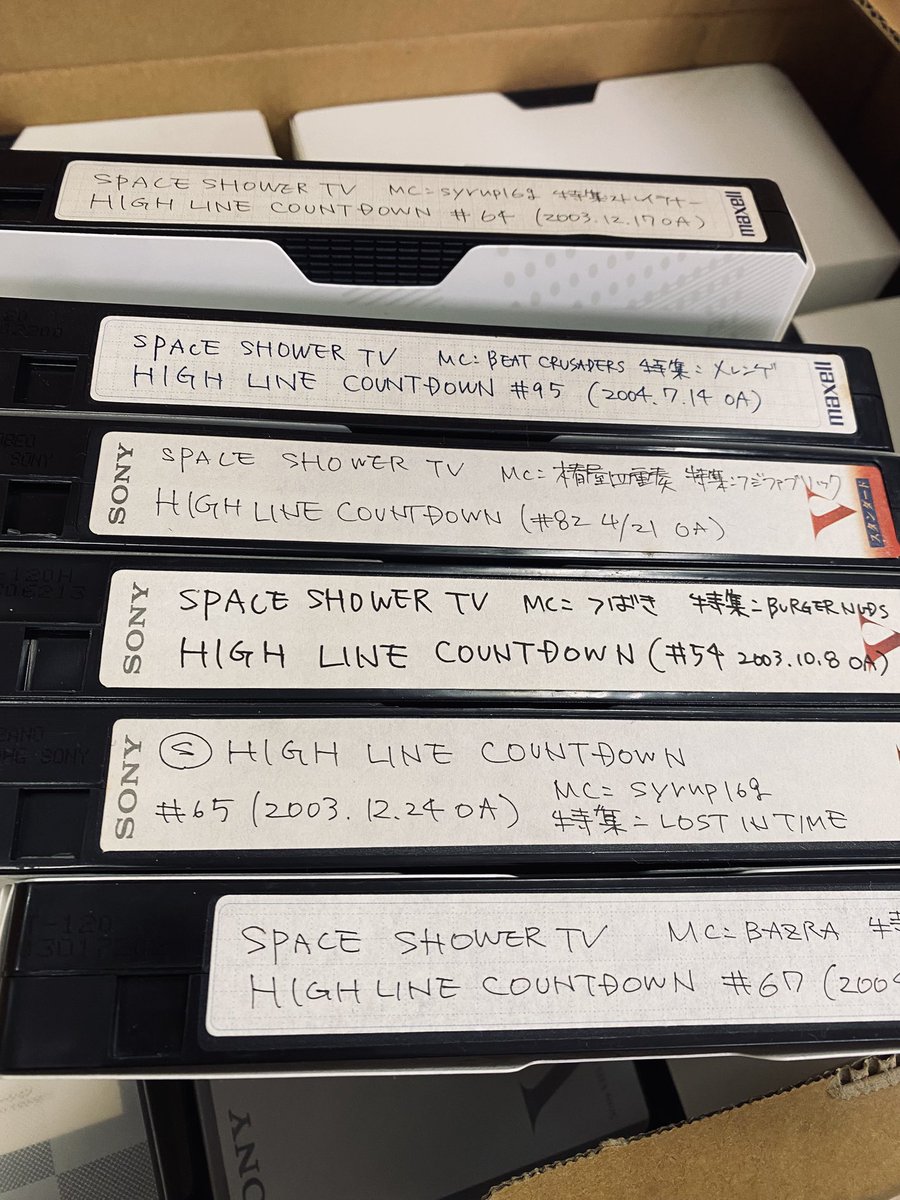 SPACE SHOWER TV MC=syrup16g 特集ストレイテナー
HIGH LINE COUNTDOWN #64 (2003.12.17 OA)
maxell
SPACE SHOWER TV MC: BEAT CRUSADERS 特集:メレンゲ
HIGH LINE COUNTDOWN #95 (2004.7.14 OA)
maxell
SONY
SPACE SHOWER TV MC=椿屋四重奏 特集:フジファブリック
HIGH LINE COUNTDOWN (#82 4/21 OA)
V
スタンダード
SONY
SPACE SHOWER TV MC=つばき 特集=BURGER NUDS
HIGH LINE COUNTDOWN (#54 2003.10.8 OA)
V
SONY
Ⓢ HIGH LINE COUNTDOWN
#65 (2003.12.24 OA) MC=syrup16g
特集=LOST IN TIME
SPACE SHOWER TV MC=BAZRA 特
HIGH LINE COUNTDOWN #67 (2004
SONY
V